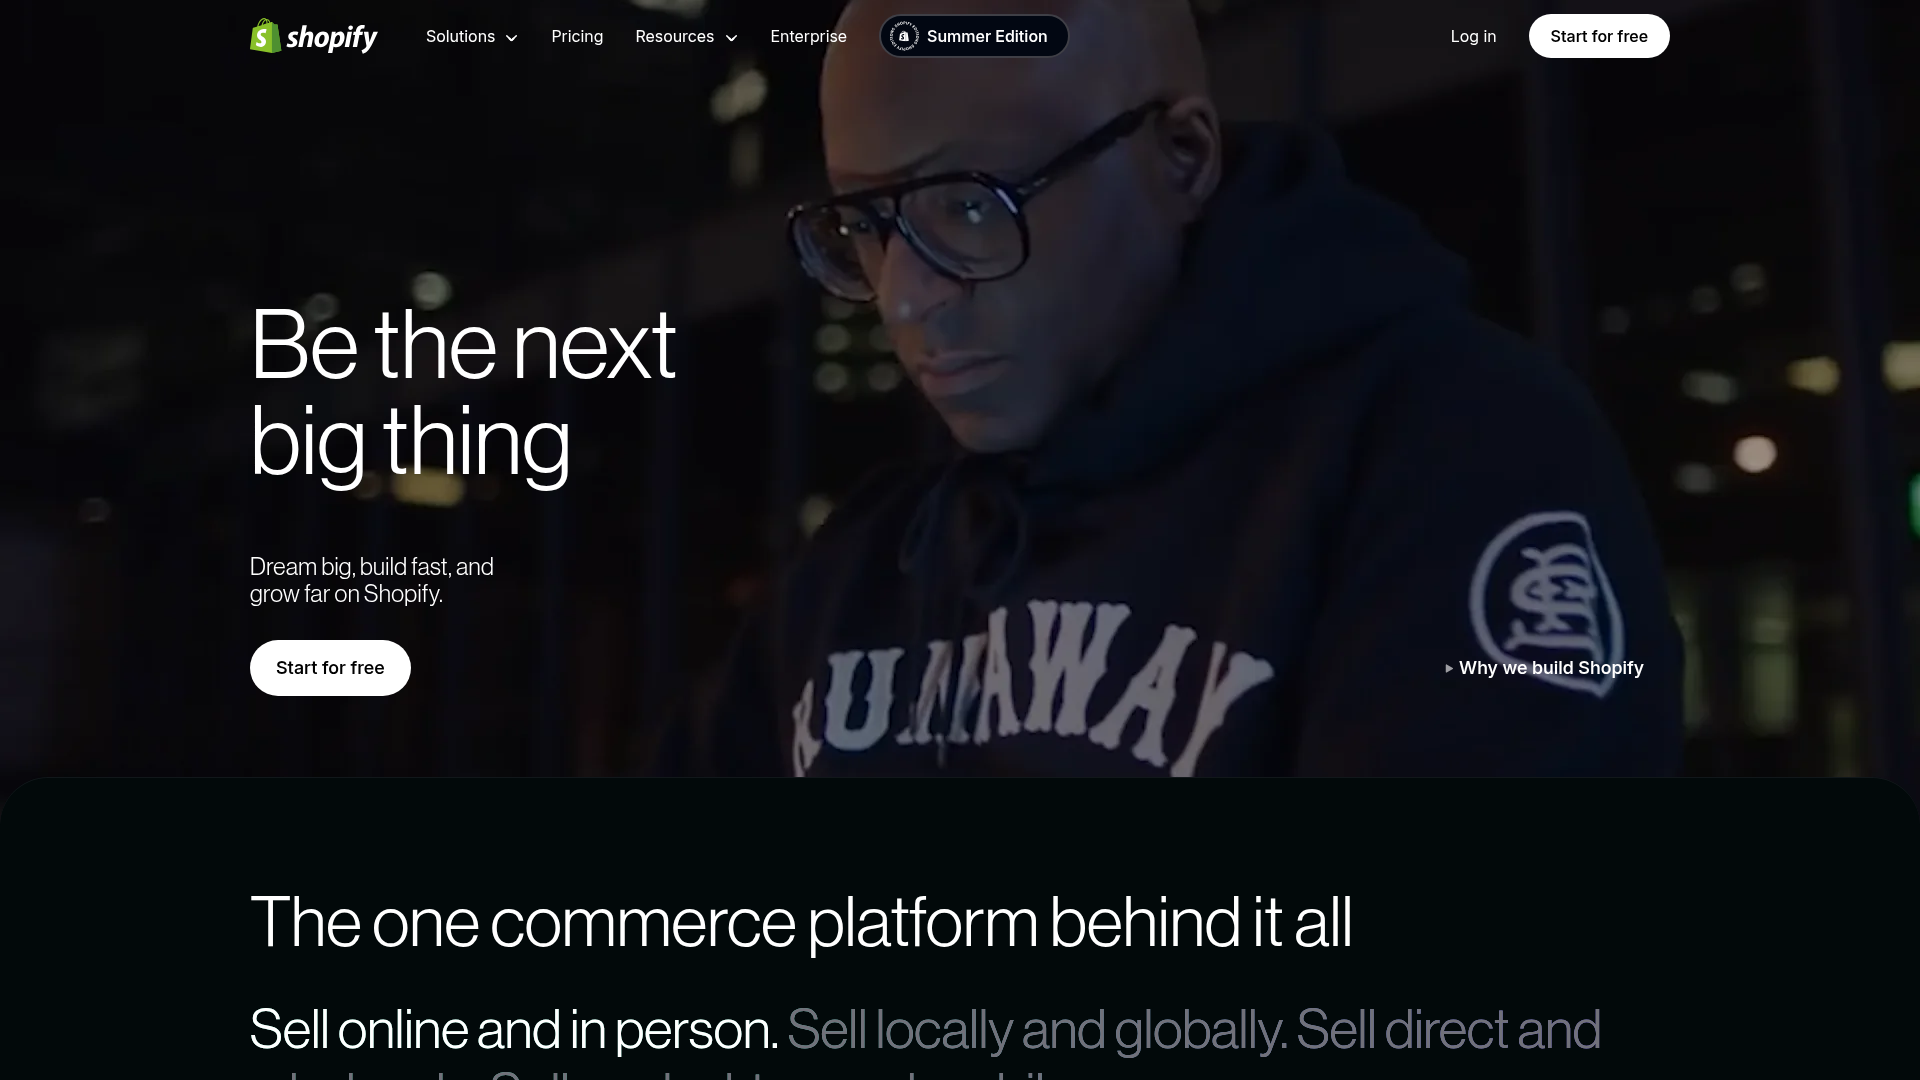 shopify
Solutions
Pricing
Resources
Enterprise
Summer Edition
Log in
Start for free
Be the next
big thing
Dream big, build fast, and
grow far on Shopify.
Start for free
Why we build Shopify
RUNAWAY
The one commerce platform behind it all
Sell online and in person. Sell locally and globally. Sell direct and